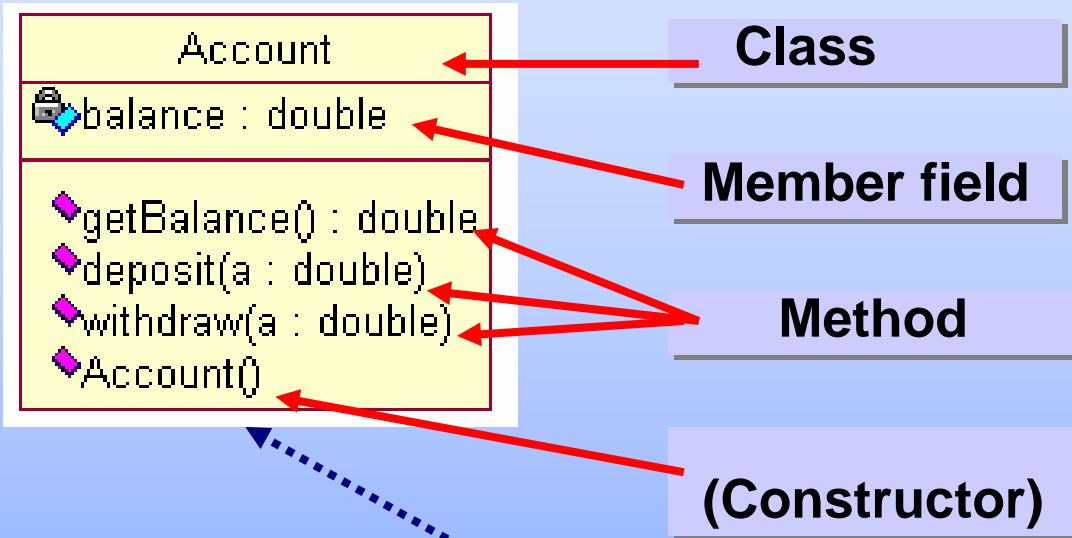 Account
Class
balance : double
Member field
getBalance() : double
deposit(a : double)
withdraw(a : double)
Method
Account()
(Constructor)